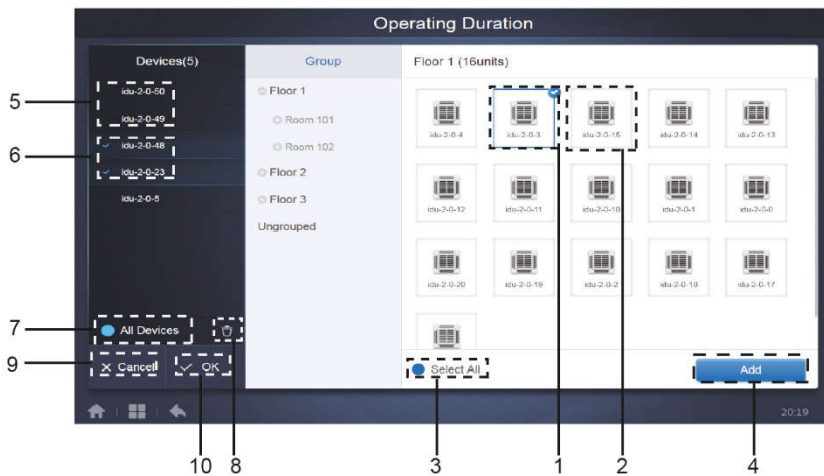 Operating Duration
Devices(5)
Group
Floor 1 (16units)
idu-2-0-50
idu-2-0-49
idu-2-0-48
idu-2-0-23
idu-2-0-5
Floor 1
Room 101
Room 102
Floor 2
Floor 3
Ungrouped
idu-2-0-4
idu-2-0-3
idu-2-0-15
idu-2-0-14
idu-2-0-13
idu-2-0-12
idu-2-0-11
idu-2-0-10
idu-2-0-1
idu-2-0-0
idu-2-0-20
idu-2-0-19
idu-2-0-2
idu-2-0-18
idu-2-0-17
All Devices
Cancel
OK
Select All
Add
20:19
5
6
7
9
10
8
3
1
2
4